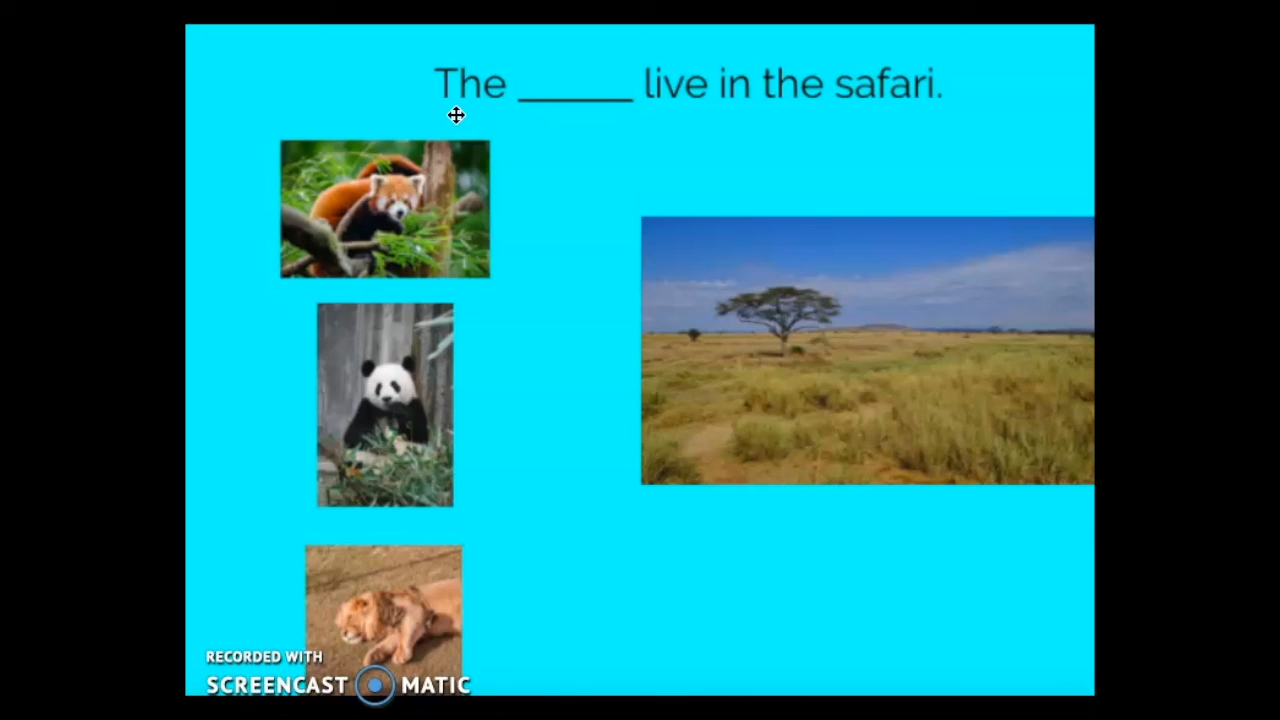 The ______ live in the safari.
RECORDED WITH
SCREENCAST MATIC